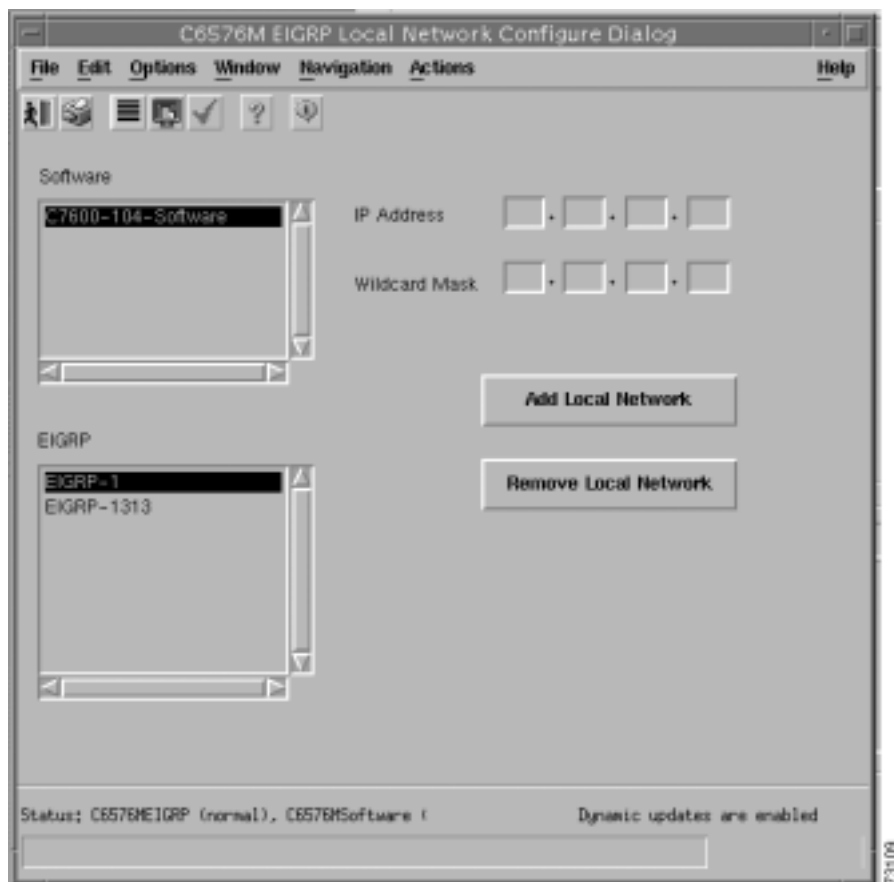 C6576M EIGRP Local Network Configure Dialog
File Edit Options Window Navigation Actions Help
Software
C7600-104-Software
IP Address . . .
Wildcard Mask . . .
Add Local Network
EIGRP
EIGRP-1
EIGRP-1313
Remove Local Network
Status: C6576MEIGRP (normal), C6576MSoftware ( Dynamic updates are enabled